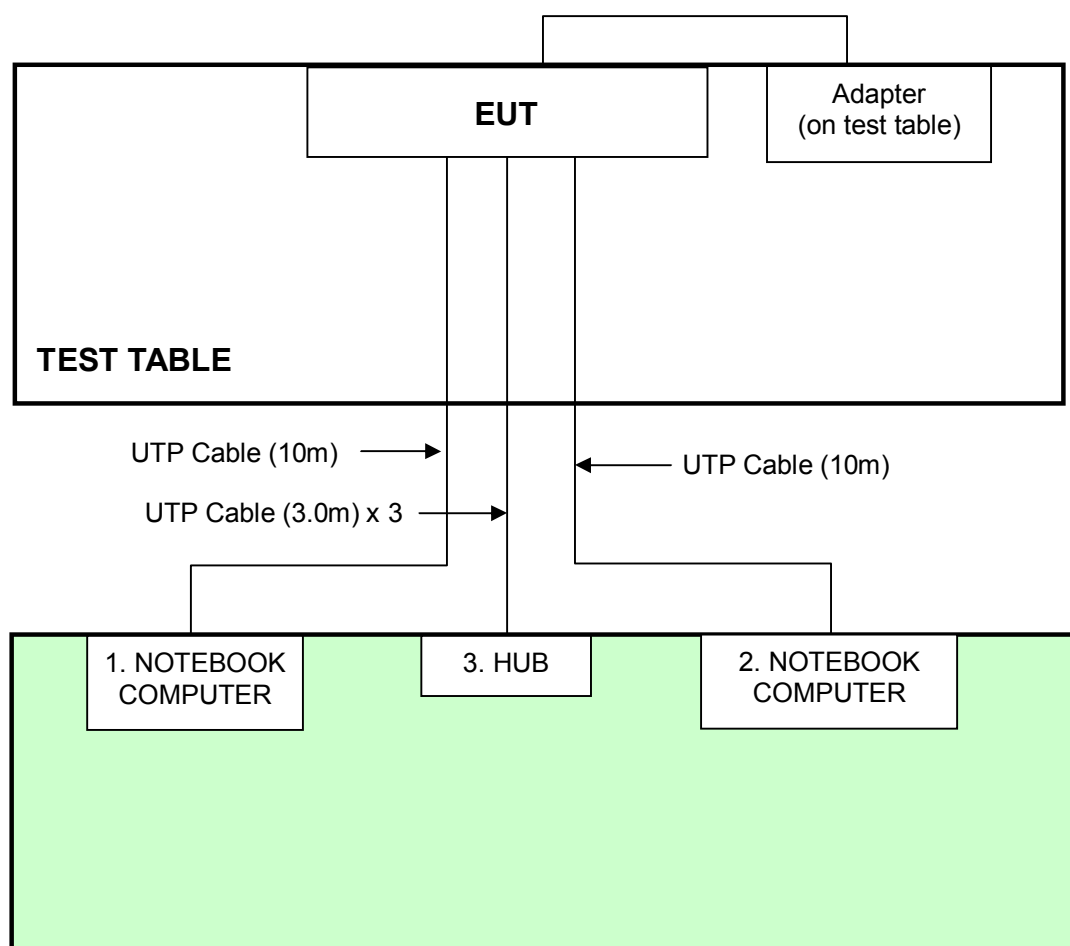 EUT
Adapter
(on test table)
TEST TABLE
UTP Cable (10m)
UTP Cable (10m)
UTP Cable (3.0m) x 3
1. NOTEBOOK
COMPUTER
3. HUB
2. NOTEBOOK
COMPUTER